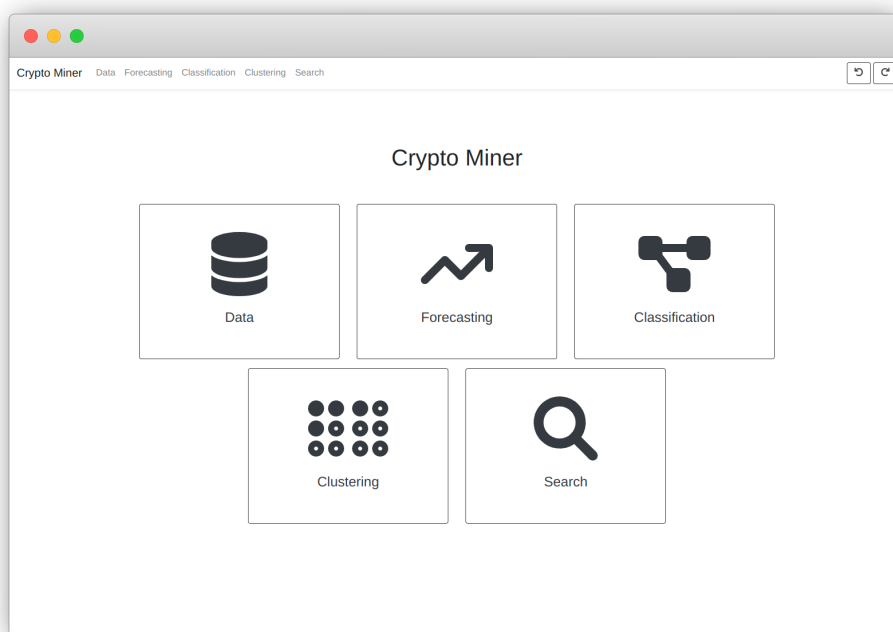 Crypto Miner Data Forecasting Classification Clustering Search
Crypto Miner
Data Forecasting Classification
Clustering Search